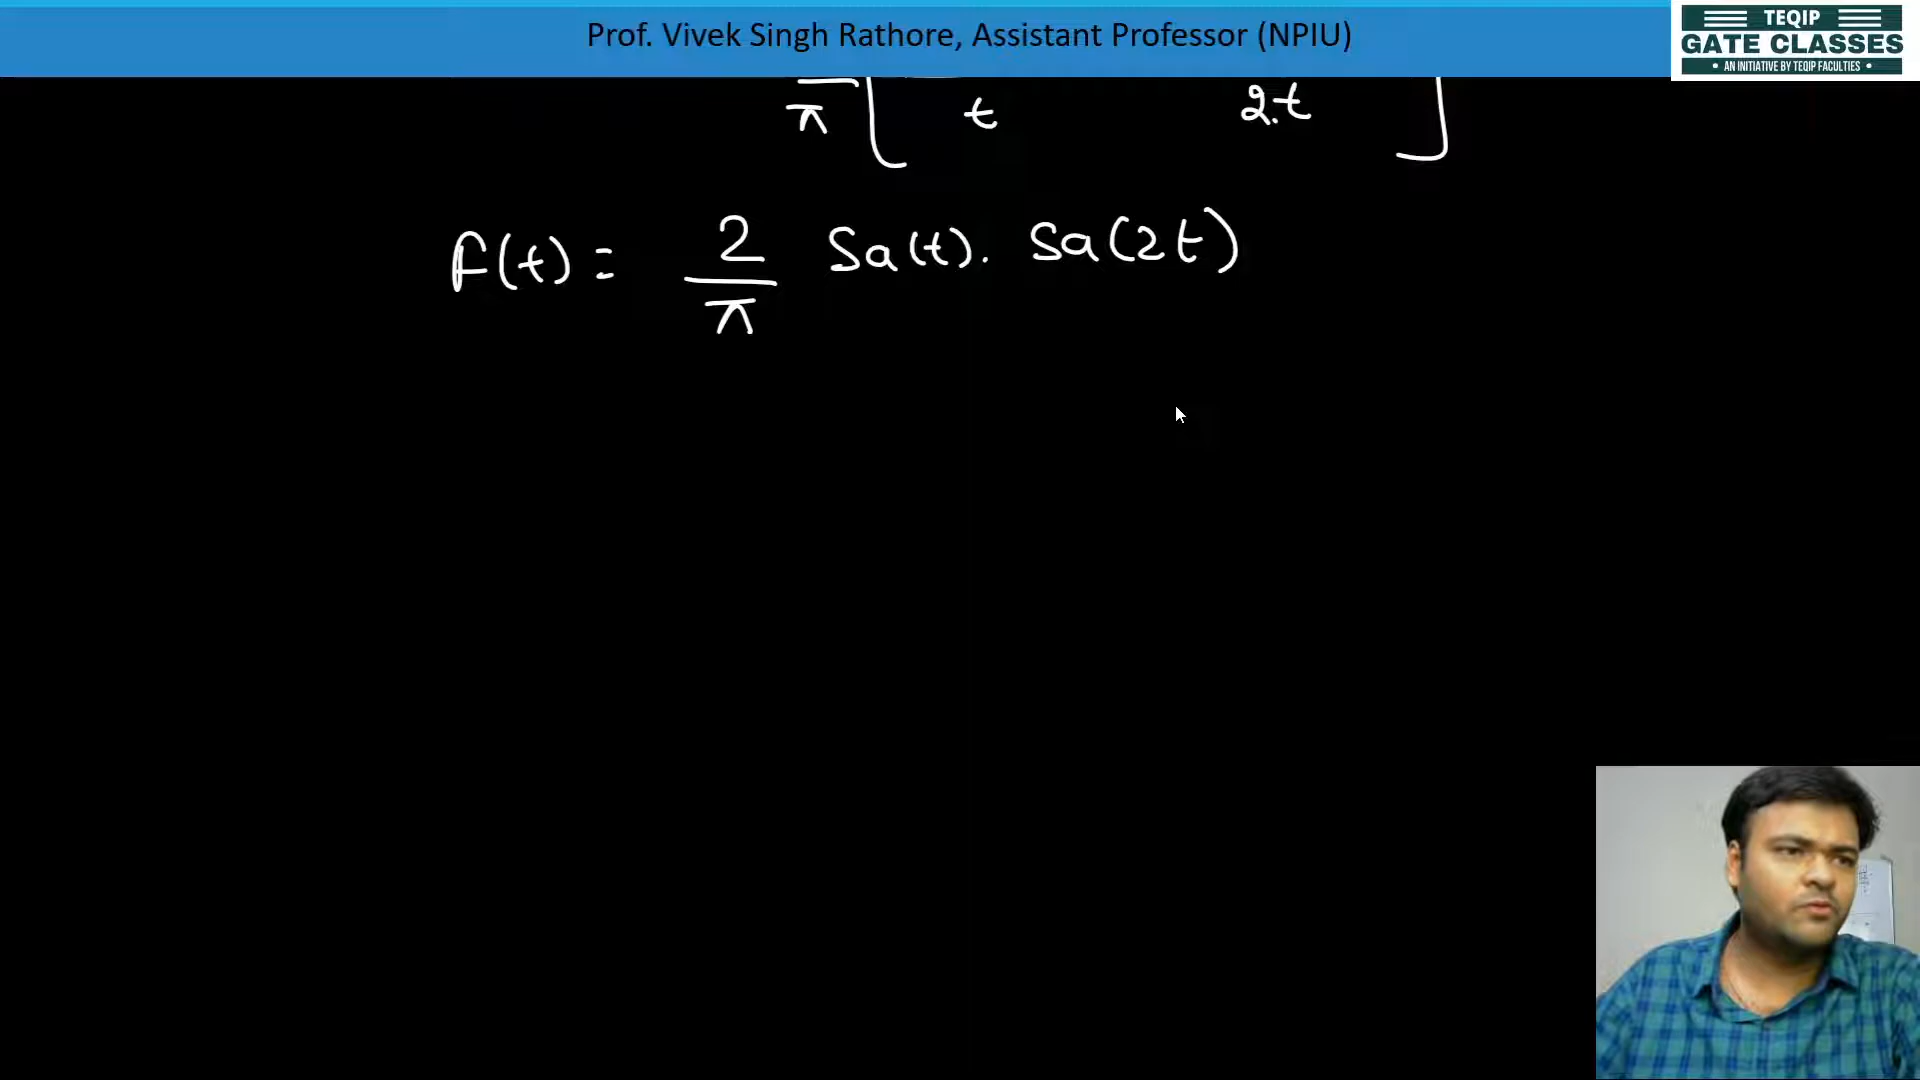 Prof. Vivek Singh Rathore, Assistant Professor (NPIU)
TEQIP
GATE CLASSES
• AN INITIATIVE BY TEQIP FACULTIES •
π [ t 2.t ]
f(t) = 2/π Sa(t). Sa(2t)